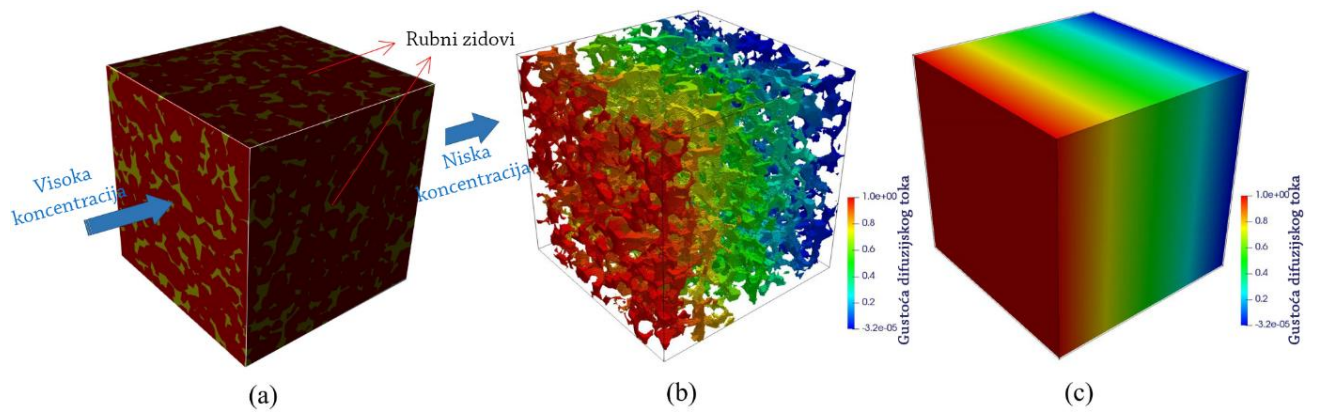 Rubni zidovi
Visoka
koncentracija
Niska
koncentracija
1.0e+00
0.8
0.6
0.4
0.2
-3.2e-05
Gustoća difuzijskog toka
1.0e+00
0.8
0.6
0.4
0.2
-3.2e-05
Gustoća difuzijskog toka
(a)
(b)
(c)